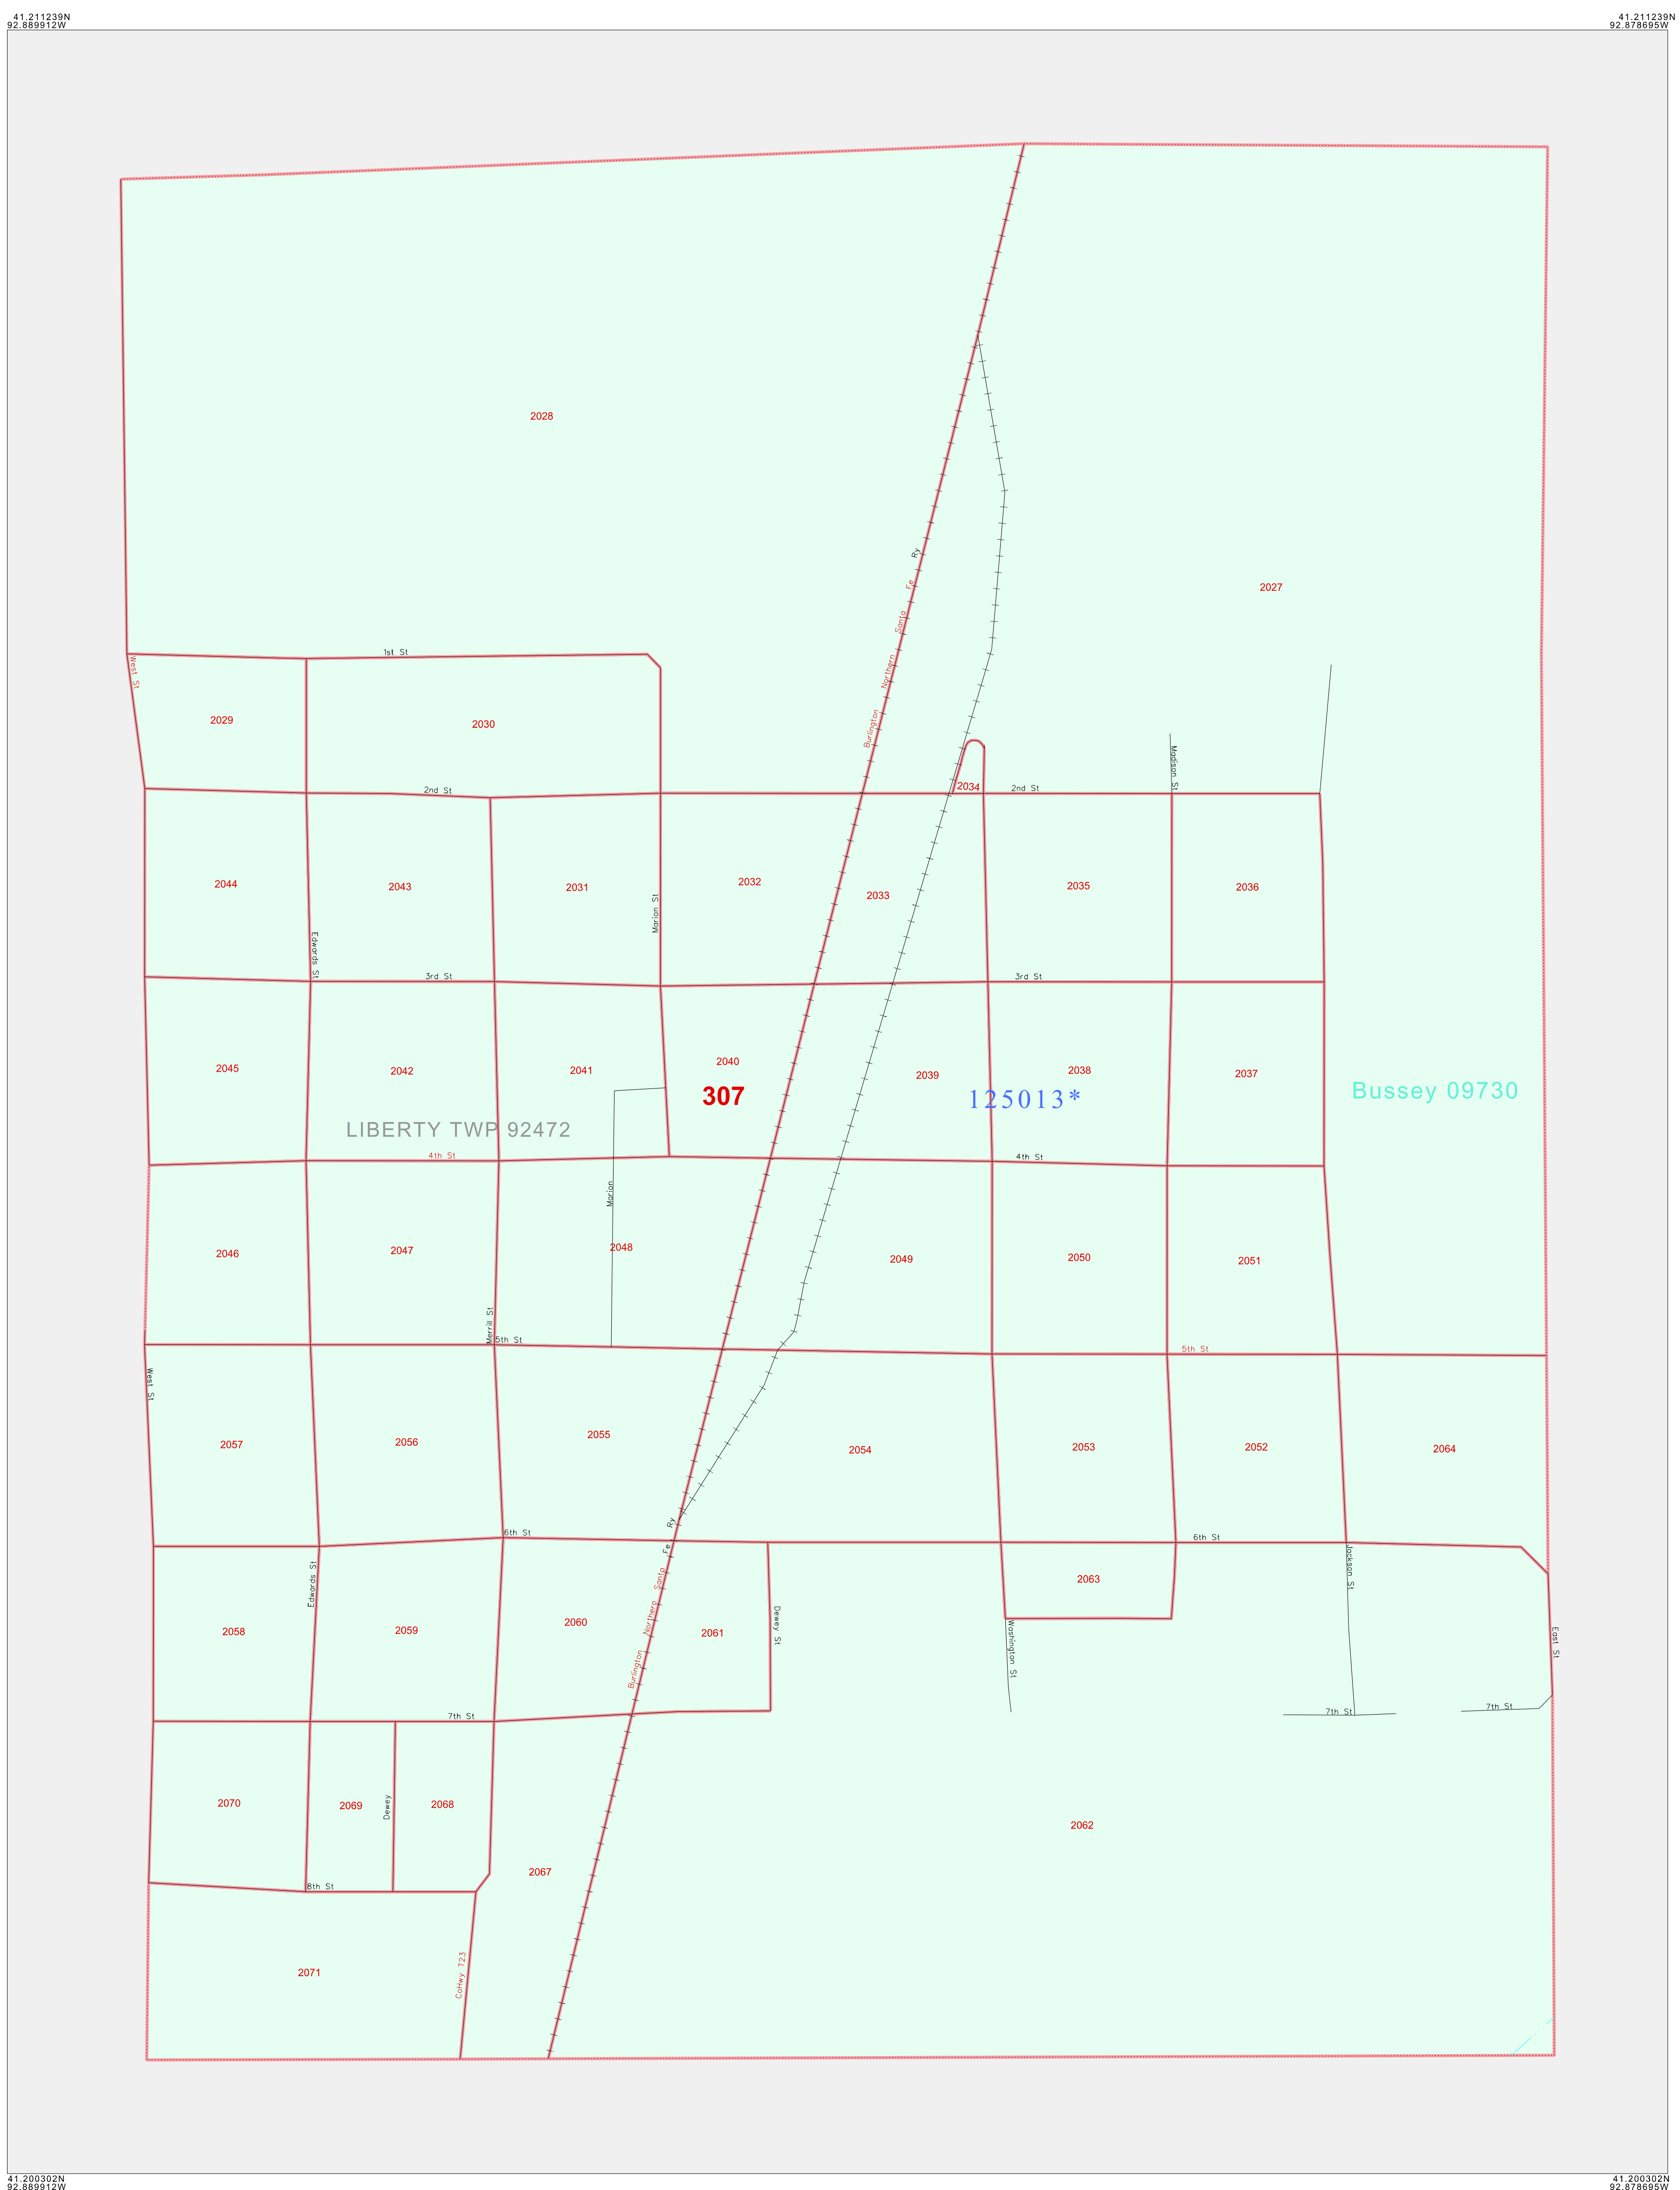 41.211239N
92.889912W
41.211239N
92.878695W
2028
Ry
Fe
Santa
Northern
Burlington
2027
1st St
West St
2029
2030
2nd St
2034
2nd St
Madison St
2044
2043
2031
Marion St
2032
2033
2035
2036
Edwards St
3rd St
3rd St
2045
2042
2041
2040
2039
2038
2037
307
125013*
Bussey 09730
LIBERTY TWP 92472
4th St
4th St
Marion
2046
2047
2048
2049
2050
2051
Merrill St
5th St
5th St
West St
2057
2056
2055
2054
2053
2052
2064
6th St
Ry
Fe
Santa
Northern
Burlington
6th St
Edwards St
2058
2059
2060
2061
Dewey St
2063
Washington St
Jackson St
East St
7th St
7th St
7th St
2070
2069
Dewey
2068
2067
2062
8th St
2071
CoHwy T23
41.200302N
92.889912W
41.200302N
92.878695W